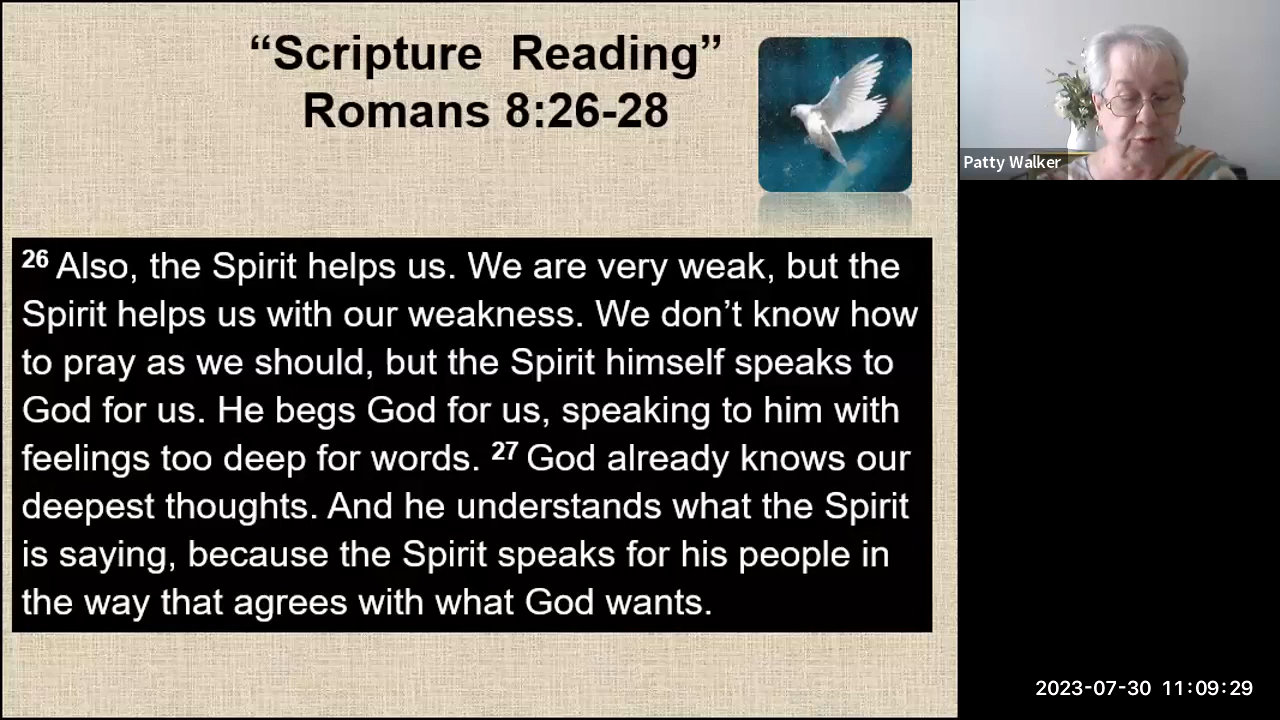 “Scripture Reading”
Romans 8:26-28
26 Also, the Spirit helps us. We are very weak, but the
Spirit helps us with our weakness. We don’t know how
to pray as we should, but the Spirit himself speaks to
God for us. He begs God for us, speaking to him with
feelings too deep for words. 27 God already knows our
deepest thoughts. And he understands what the Spirit
is saying, because the Spirit speaks for his people in
the way that agrees with what God wants.
Patty Walker
2023-07-30 11:09:29